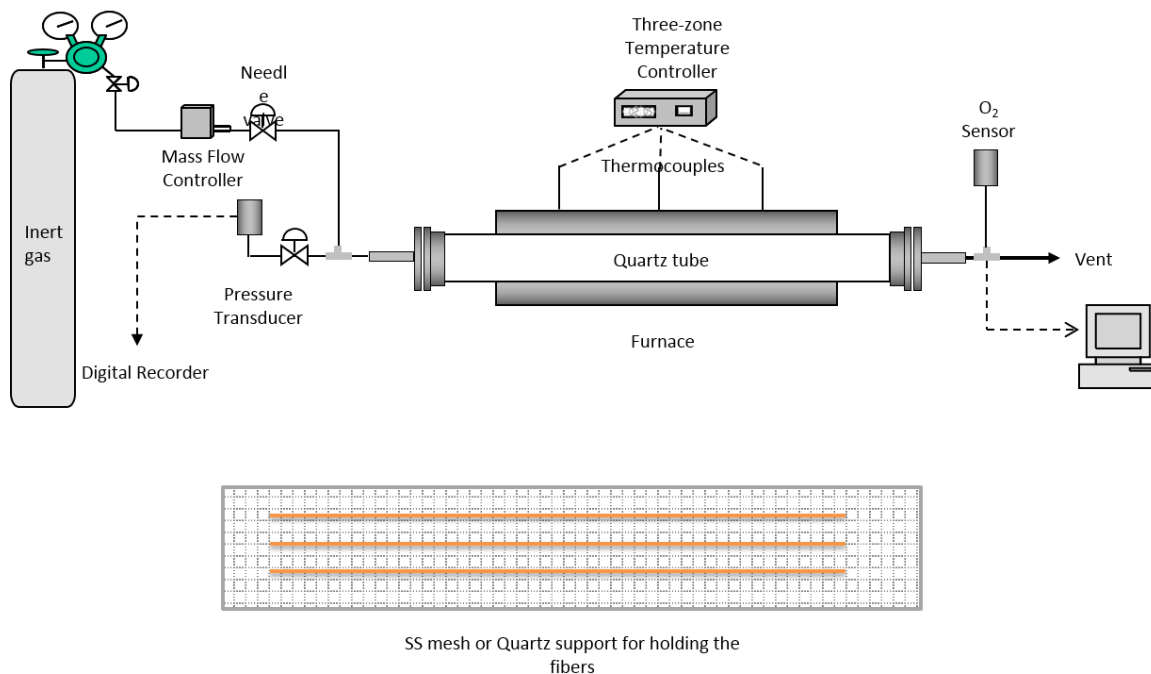 Three-zone
Temperature
Controller
Needl
e
valve
O₂
Sensor
Mass Flow
Controller
Thermocouples
Inert
gas
Quartz tube
Vent
Pressure
Transducer
Furnace
Digital Recorder
SS mesh or Quartz support for holding the
fibers